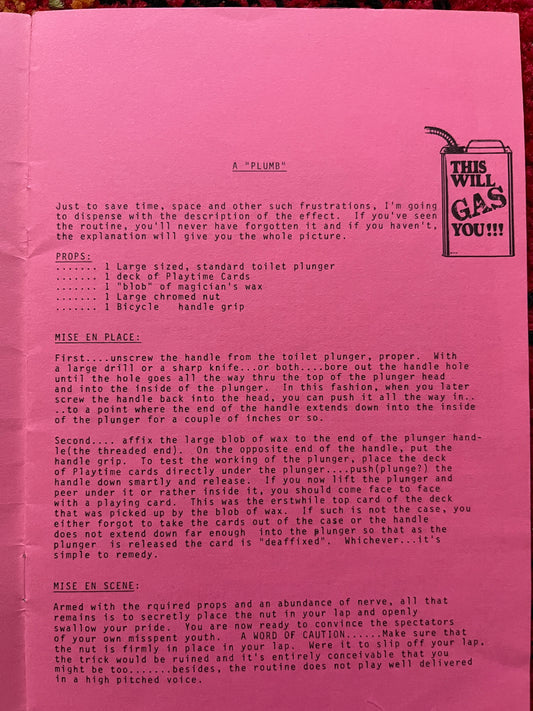 A "PLUMB"
THIS
WILL
GAS
YOU!!!
Just to save time, space and other such frustrations, I'm going
to dispense with the description of the effect. If you've seen
the routine, you'll never have forgotten it and if you haven't,
the explanation will give you the whole picture.
PROPS:
....... 1 Large sized, standard toilet plunger
....... 1 deck of Playtime Cards
....... 1 "blob" of magician's wax
....... 1 Large chromed nut
....... 1 Bicycle handle grip
MISE EN PLACE:
First....unscrew the handle from the toilet plunger, proper. With
a large drill or a sharp knife...or both....bore out the handle hole
until the hole goes all the way thru the top of the plunger head
and into the inside of the plunger. In this fashion, when you later
screw the handle back into the head, you can push it all the way in..
..to a point where the end of the handle extends down into the inside
of the plunger for a couple of inches or so.
Second.... affix the large blob of wax to the end of the plunger hand-
le(the threaded end). On the opposite end of the handle, put the
handle grip. To test the working of the plunger, place the deck
of Playtime cards directly under the plunger....push(plunge?) the
handle down smartly and release. If you now lift the plunger and
peer under it or rather inside it, you should come face to face
with a playing card. This was the erstwhile top card of the deck
that was picked up by the blob of wax. If such is not the case, you
either forgot to take the cards out of the case or the handle
does not extend down far enough into the plunger so that as the
plunger is released the card is "deaffixed". Whichever...it's
simple to remedy.
MISE EN SCENE:
Armed with the rquired props and an abundance of nerve, all that
remains is to secretly place the nut in your lap and openly
swallow your pride. You are now ready to convince the spectators
of your own misspent youth. A WORD OF CAUTION......Make sure that
the nut is firmly in place in your lap. Were it to slip off your lap.
the trick would be ruined and it's entirely conceivable that you
might be too.......besides, the routine does not play well delivered
in a high pitched voice.